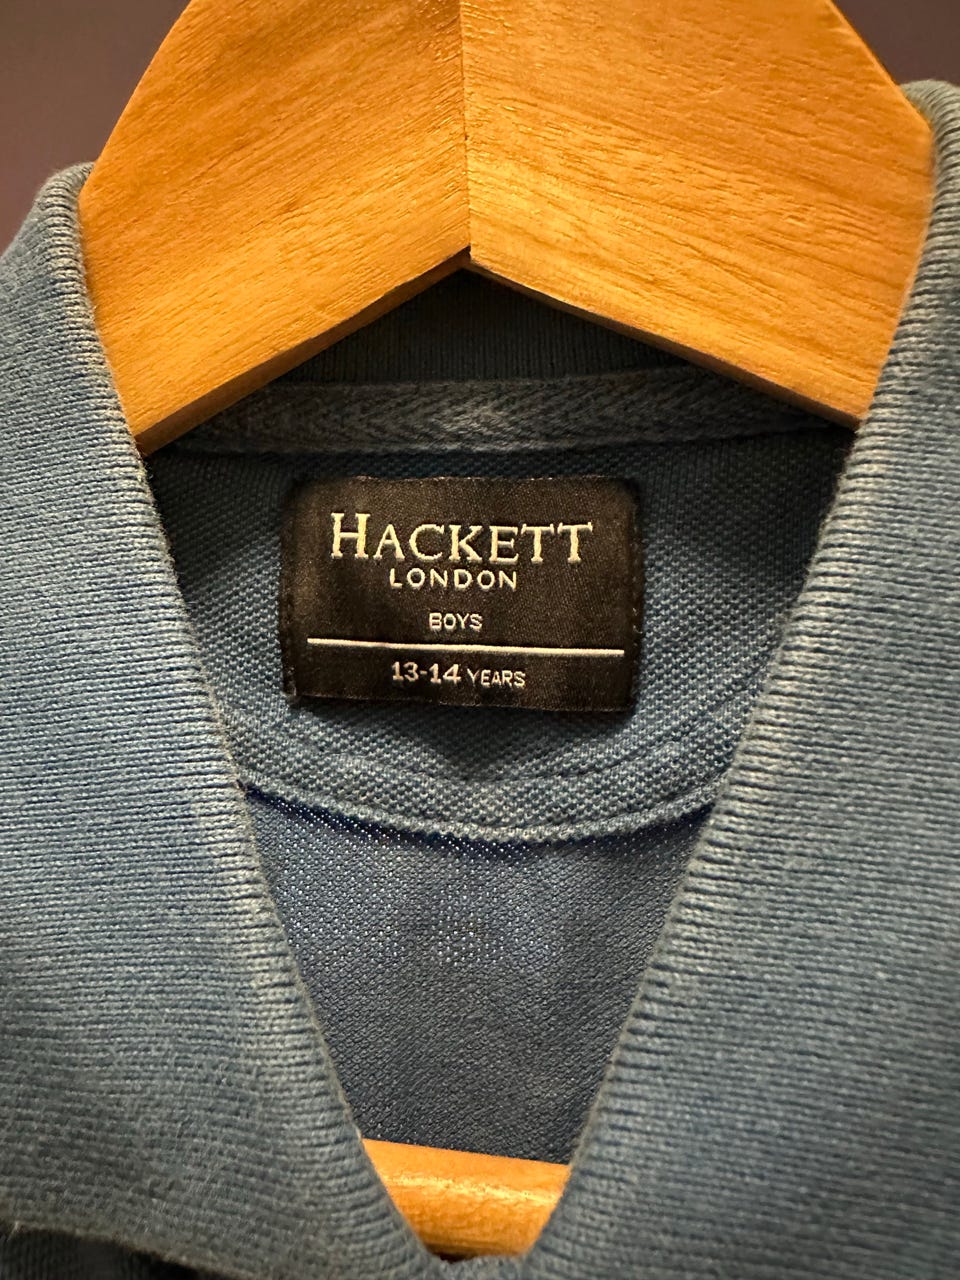 HACKETT
LONDON
BOYS
13-14 YEARS